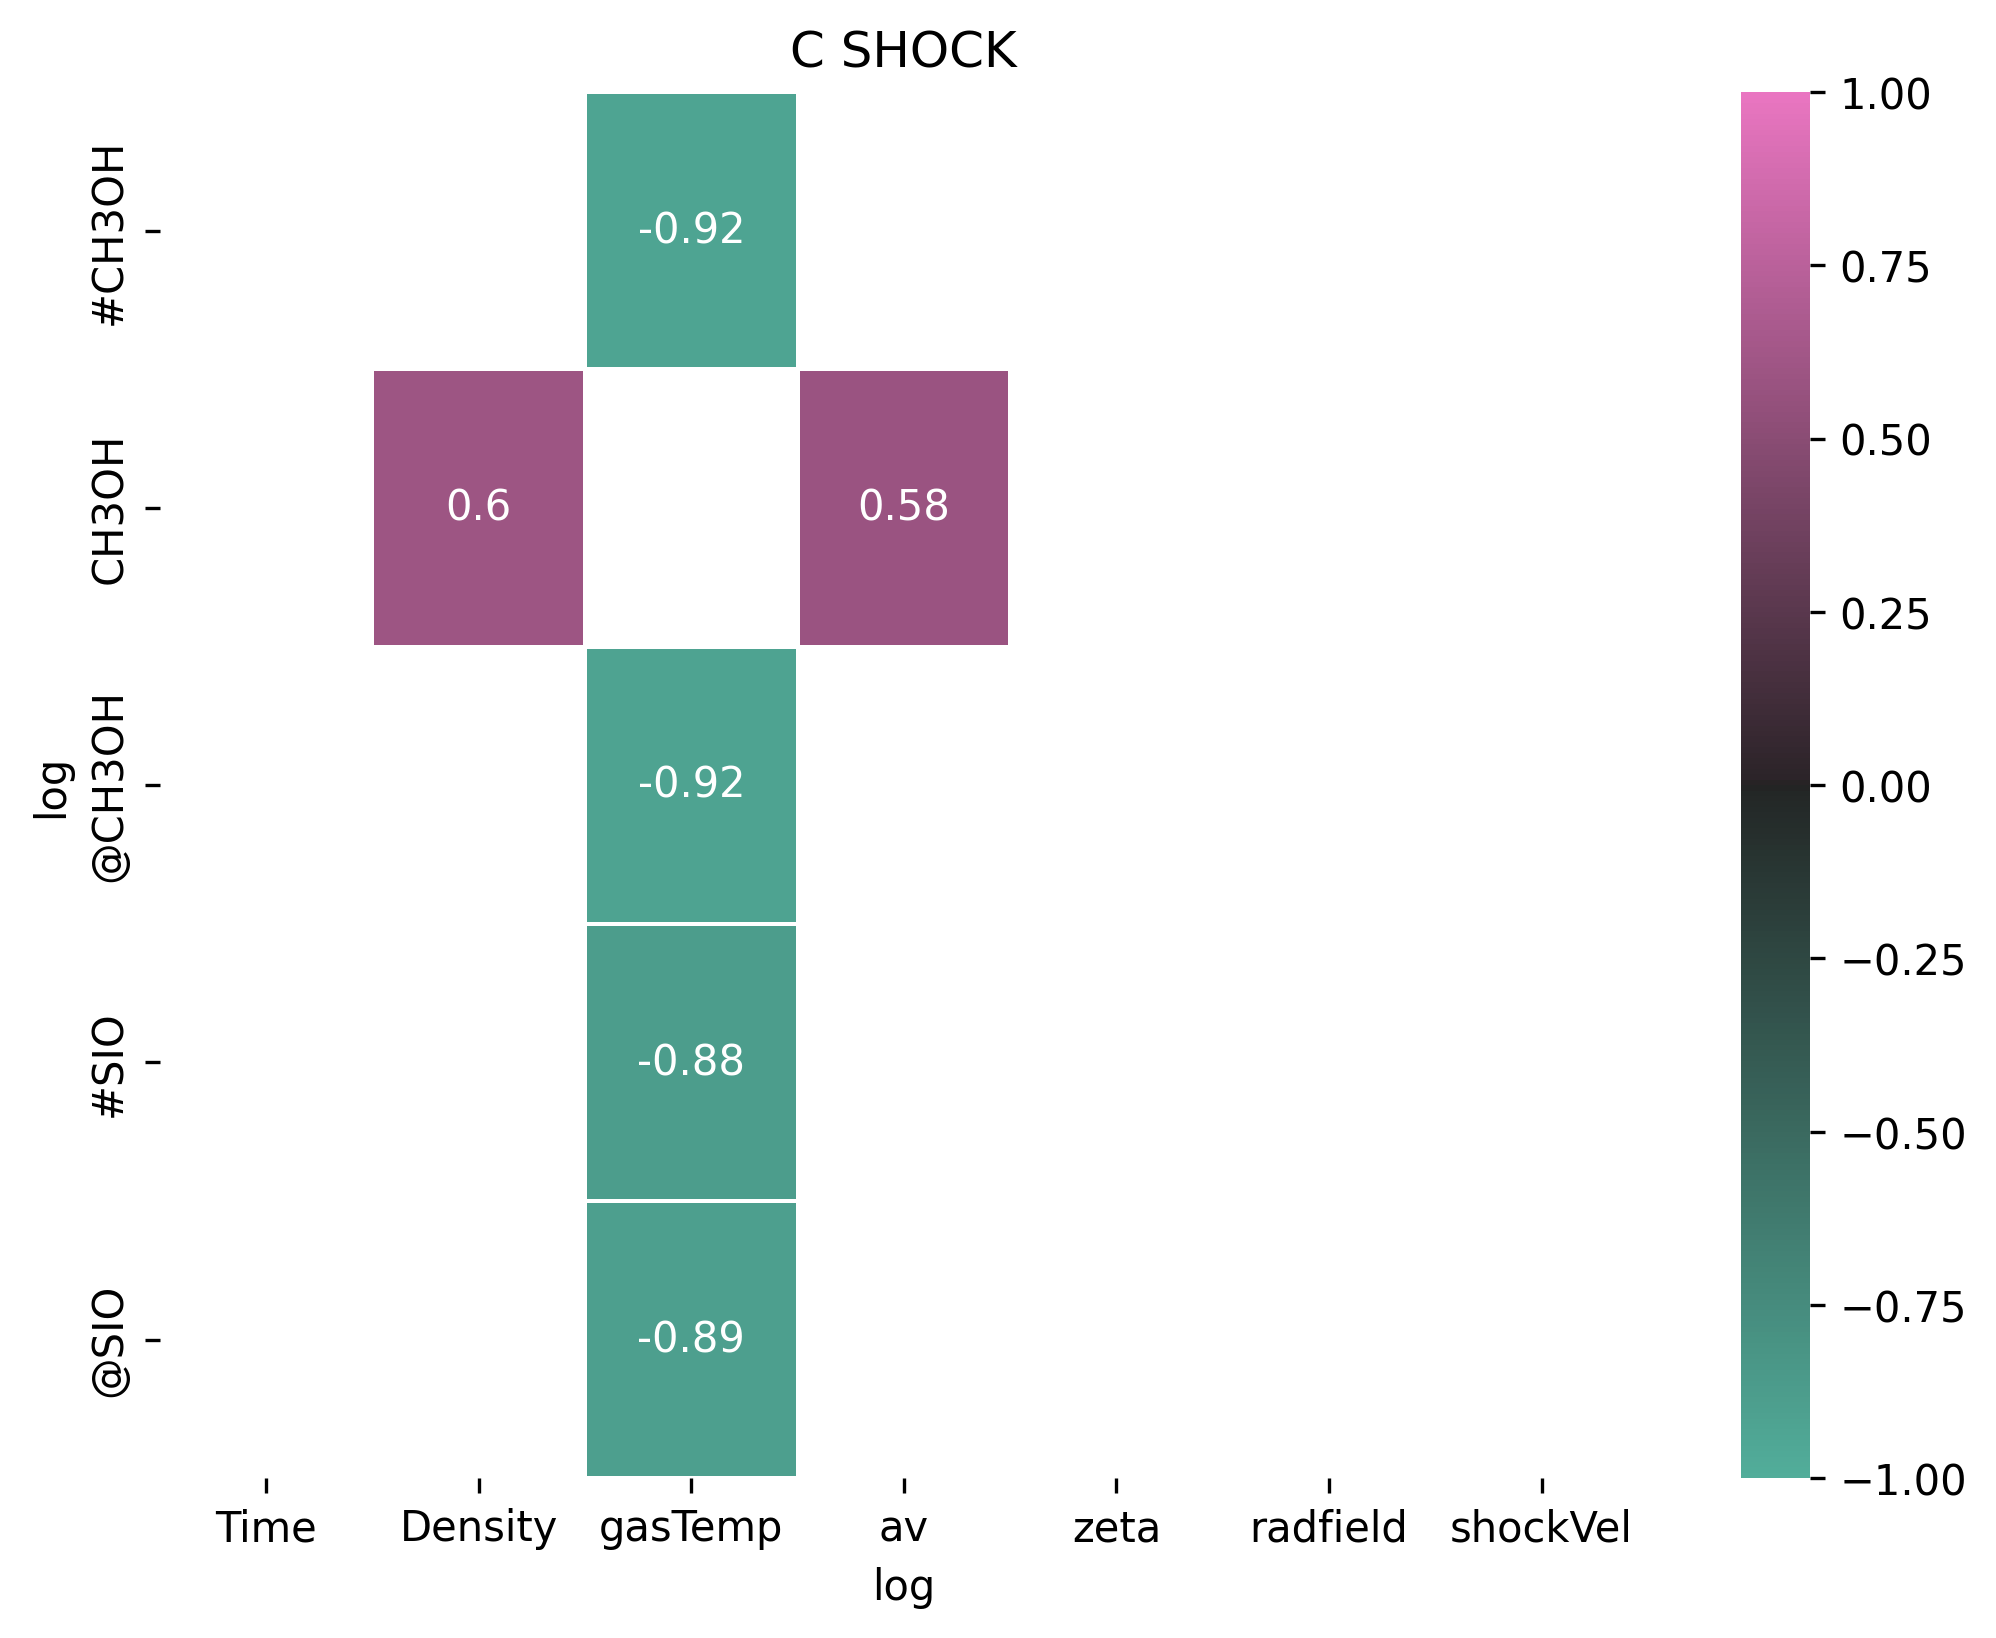 C SHOCK
#CH3OH
CH3OH
@CH3OH
#SIO
@SIO
log
-0.92
0.6
0.58
-0.92
-0.88
-0.89
Time
Density
gasTemp
av
zeta
radfield
shockVel
log
1.00
0.75
0.50
0.25
0.00
−0.25
−0.50
−0.75
−1.00